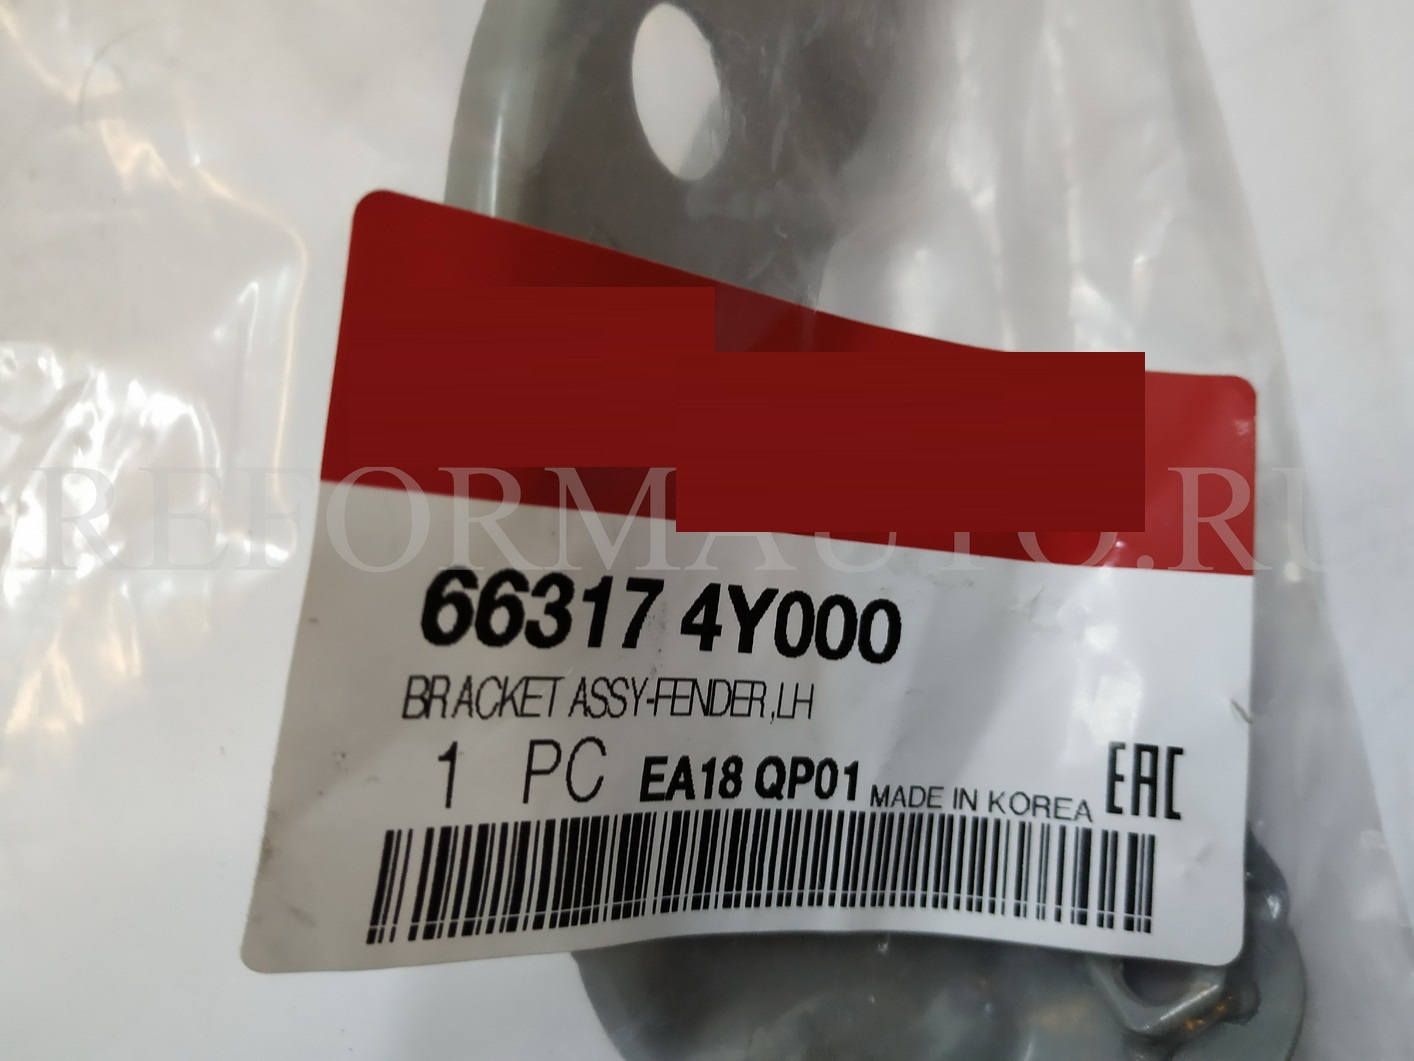 REFORMAUTO.RU
66317 4Y000
BRACKET ASSY-FENDER,LH
1 PC EA18 QP01 MADE IN KOREA EAC